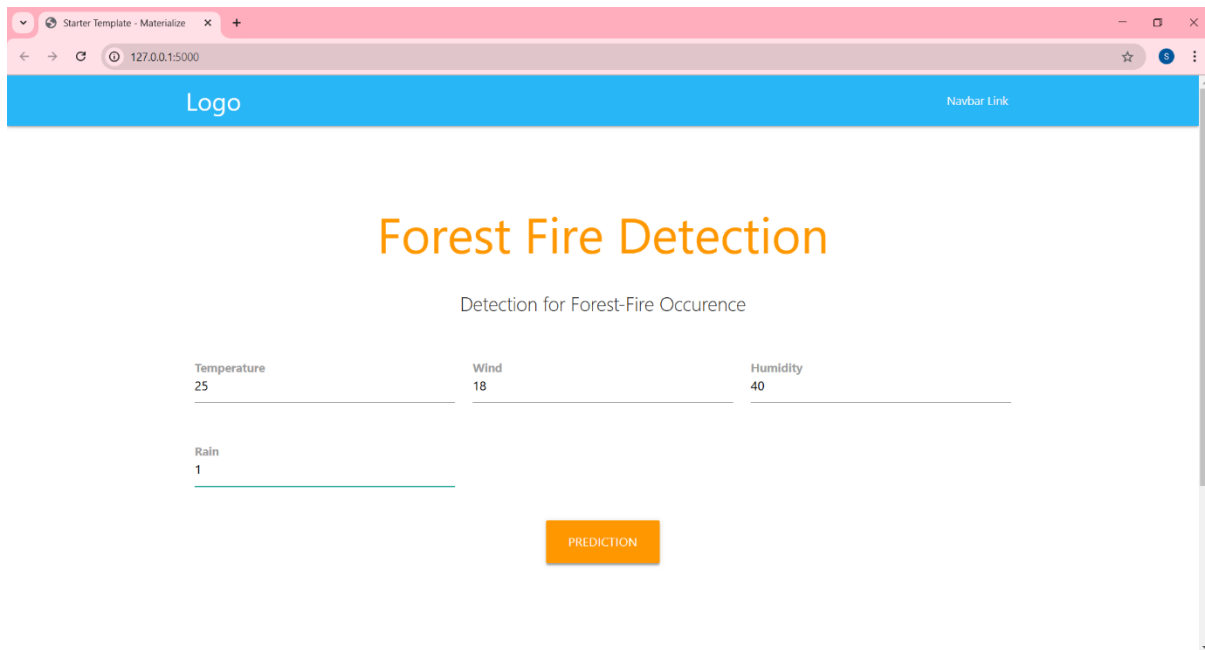 Starter Template - Materialize
127.0.0.1:5000
S
Logo
Navbar Link
Forest Fire Detection
Detection for Forest-Fire Occurence
Temperature Wind Humidity
25 18 40
Rain
1
PREDICTION